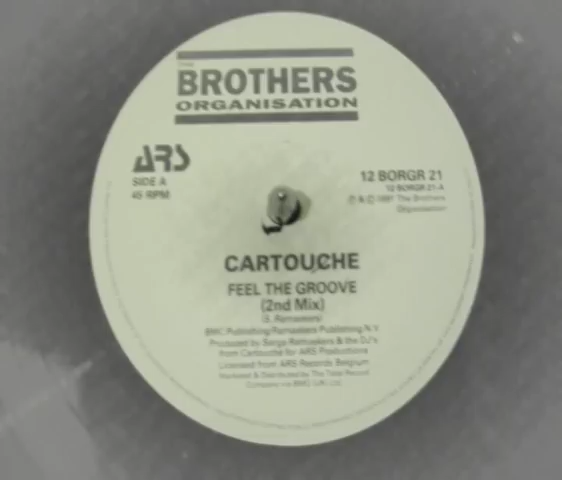 THE
BROTHERS
ORGANISATION
ARS
SIDE A
45 RPM
12 BORGR 21
12 BORGR 21-A
℗ & © 1991 The Brothers
Organisation
CARTOUCHE
FEEL THE GROOVE
(2nd Mix)
(S. Ramaekers)
BMC Publishing/Ramaekers Publishing N.V.
Produced by Serge Ramaekers & the DJ's
from Cartouche for ARS Productions
Licensed from ARS Records Belgium
Marketed & Distributed by The Total Record
Company via BMG (UK) Ltd